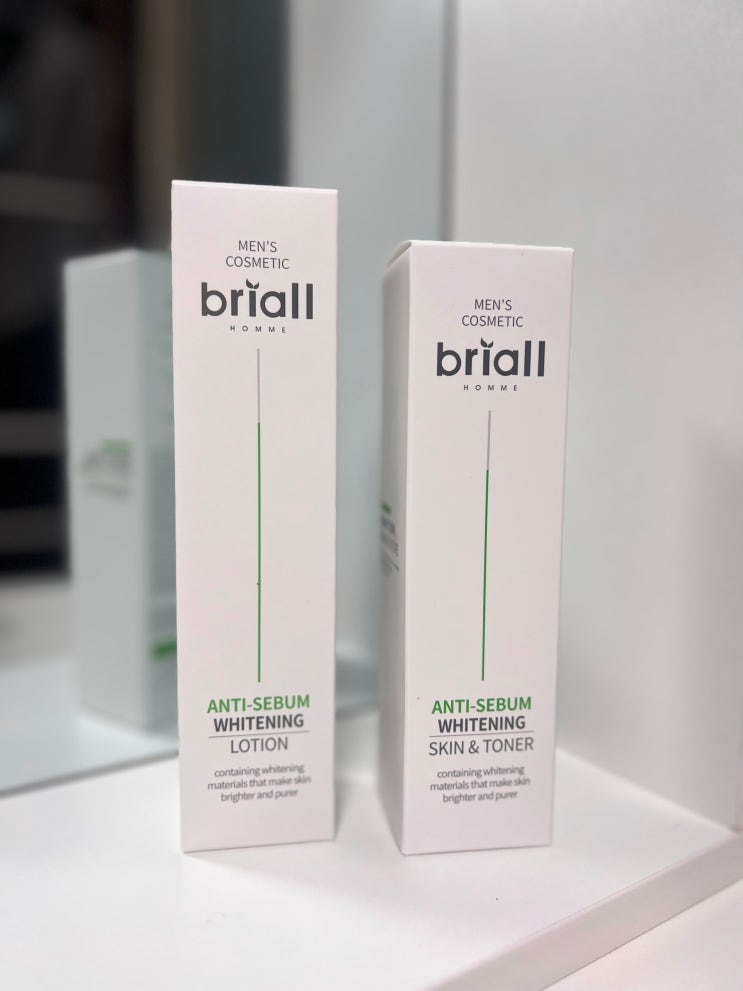 MEN'S
COSMETIC
briall
HOMME
ANTI-SEBUM
WHITENING
LOTION
containing whitening
materials that make skin
brighter and purer
MEN'S
COSMETIC
briall
HOMME
ANTI-SEBUM
WHITENING
SKIN & TONER
containing whitening
materials that make skin
brighter and purer